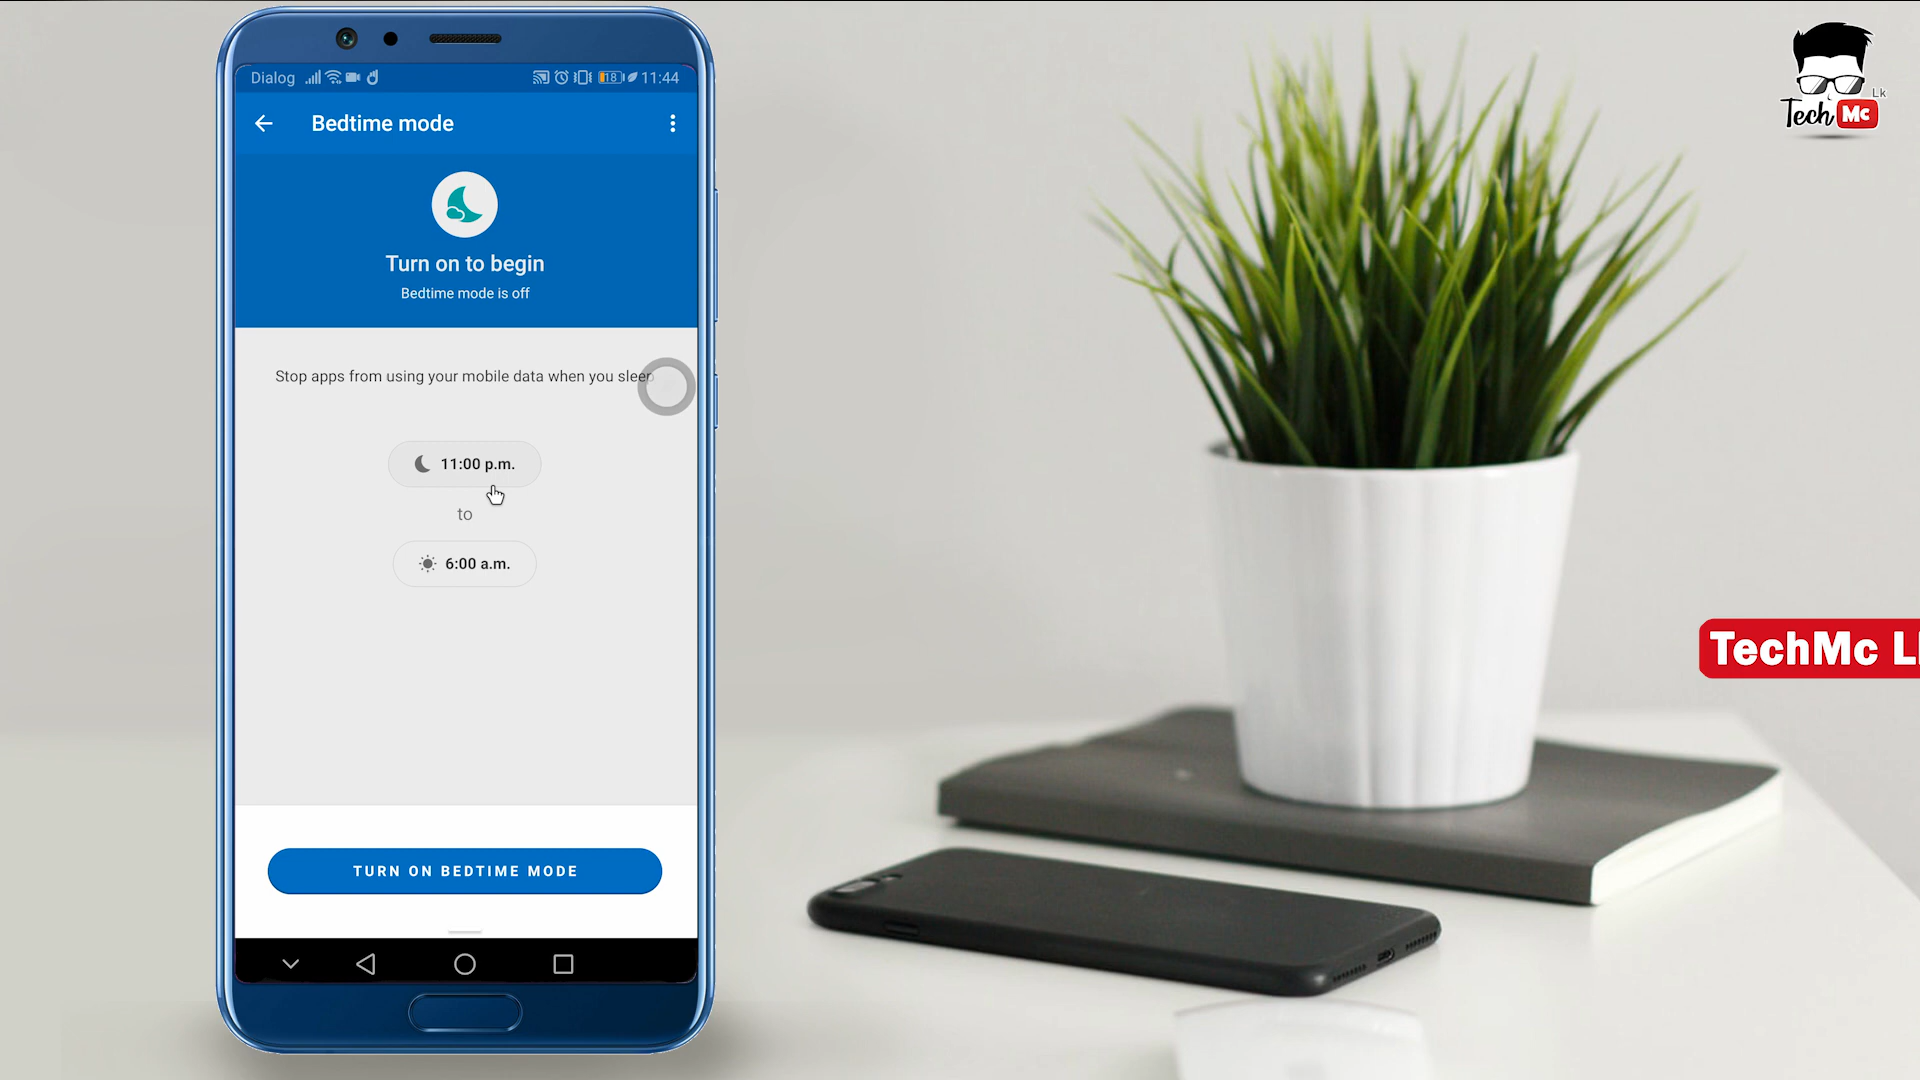 Dialog 18 11:44
Bedtime mode
Turn on to begin
Bedtime mode is off
Stop apps from using your mobile data when you sleep
11:00 p.m.
to
6:00 a.m.
TURN ON BEDTIME MODE
Tech Mc Lk
TechMc L